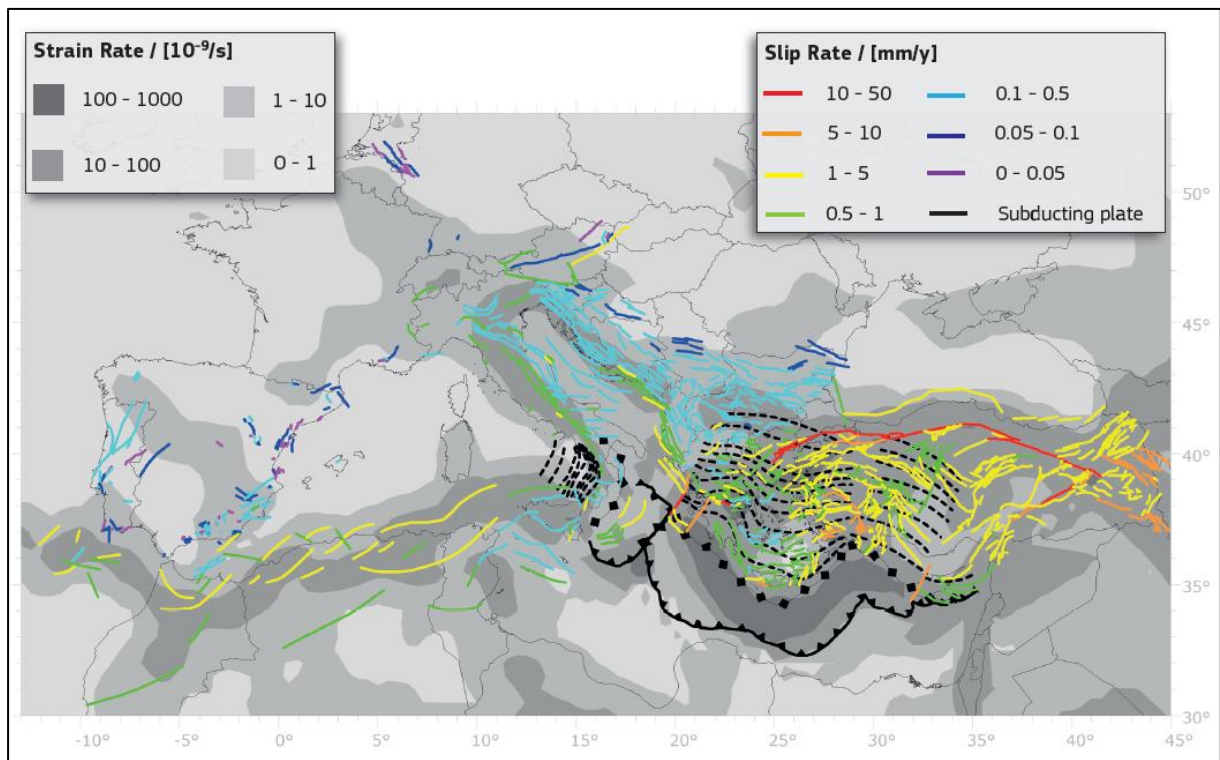 Strain Rate / [10⁻⁹/s]
100 - 1000
1 - 10
10 - 100
0 - 1
Slip Rate / [mm/y]
10 - 50
0.1 - 0.5
5 - 10
0.05 - 0.1
1 - 5
0 - 0.05
0.5 - 1
Subducting plate
50°
45°
40°
35°
30°
-10°
-5°
0°
5°
10°
15°
20°
25°
30°
35°
40°
45°